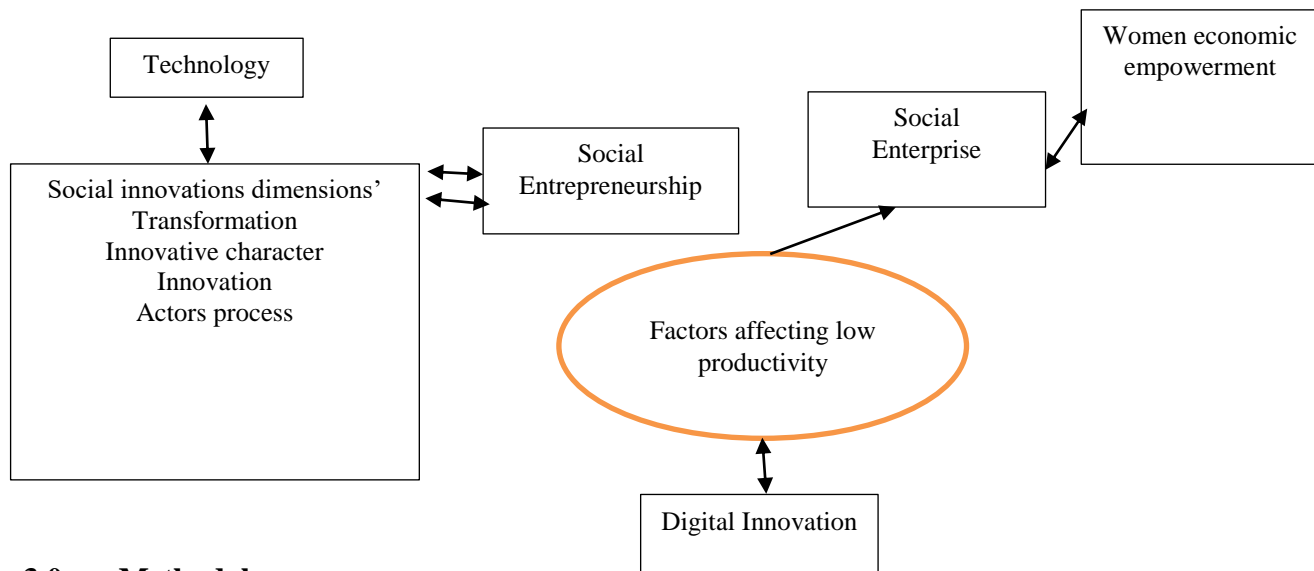 Technology
Women economic
empowerment
Social
Enterprise
Social
Entrepreneurship
Social innovations dimensions’
Transformation
Innovative character
Innovation
Actors process
Factors affecting low
productivity
Digital Innovation